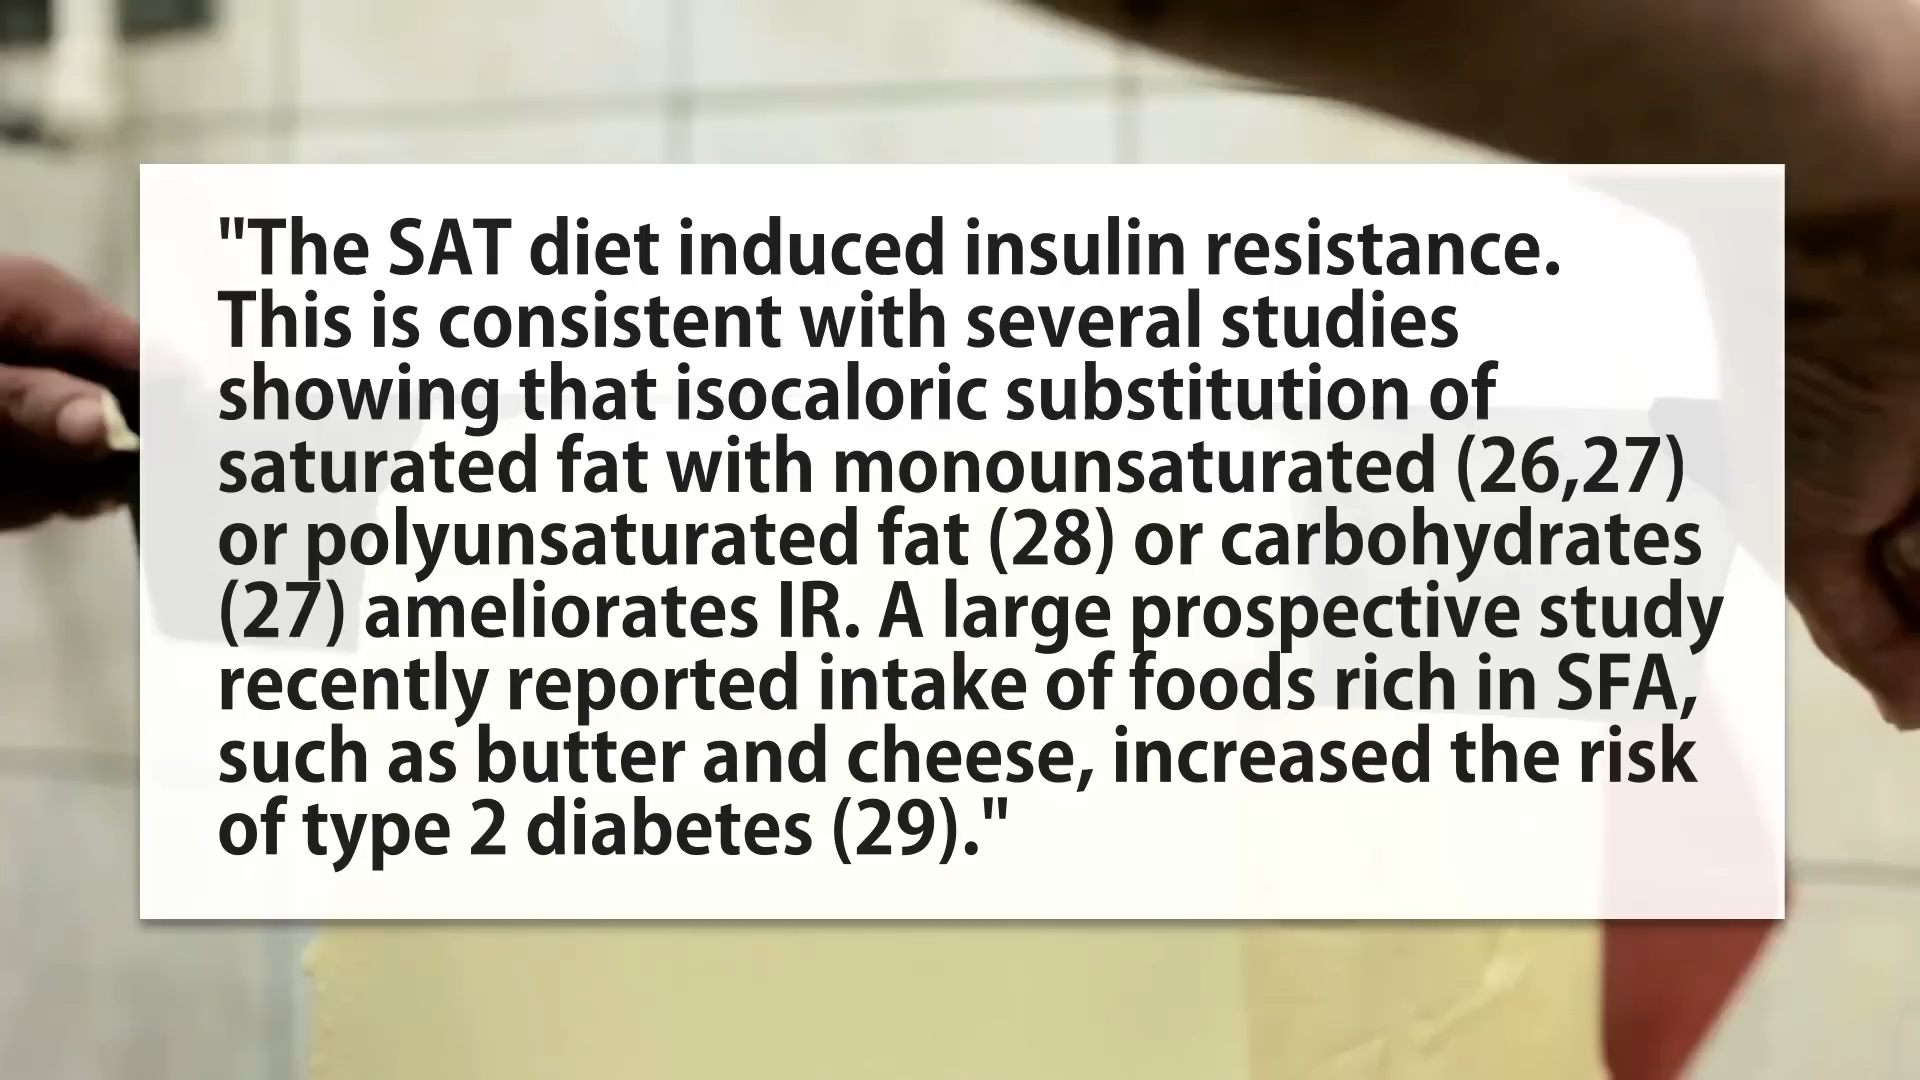 "The SAT diet induced insulin resistance.
This is consistent with several studies
showing that isocaloric substitution of
saturated fat with monounsaturated (26,27)
or polyunsaturated fat (28) or carbohydrates
(27) ameliorates IR. A large prospective study
recently reported intake of foods rich in SFA,
such as butter and cheese, increased the risk
of type 2 diabetes (29)."